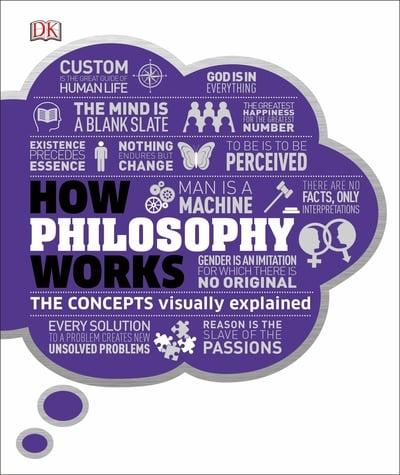 DK
CUSTOM
IS THE GREAT GUIDE OF
HUMAN LIFE
GOD IS IN
EVERYTHING
THE MIND IS
A BLANK SLATE
THE GREATEST
HAPPINESS
FOR THE GREATEST
NUMBER
EXISTENCE
PRECEDES
ESSENCE
NOTHING
ENDURES BUT
CHANGE
TO BE IS TO BE
PERCEIVED
HOW
PHILOSOPHY
WORKS
MAN IS A
MACHINE
THERE ARE NO
FACTS, ONLY
INTERPRETATIONS
GENDER IS AN IMITATION
FOR WHICH THERE IS
NO ORIGINAL
THE CONCEPTS visually explained
EVERY SOLUTION
TO A PROBLEM CREATES NEW
UNSOLVED PROBLEMS
REASON IS THE
SLAVE OF THE
PASSIONS